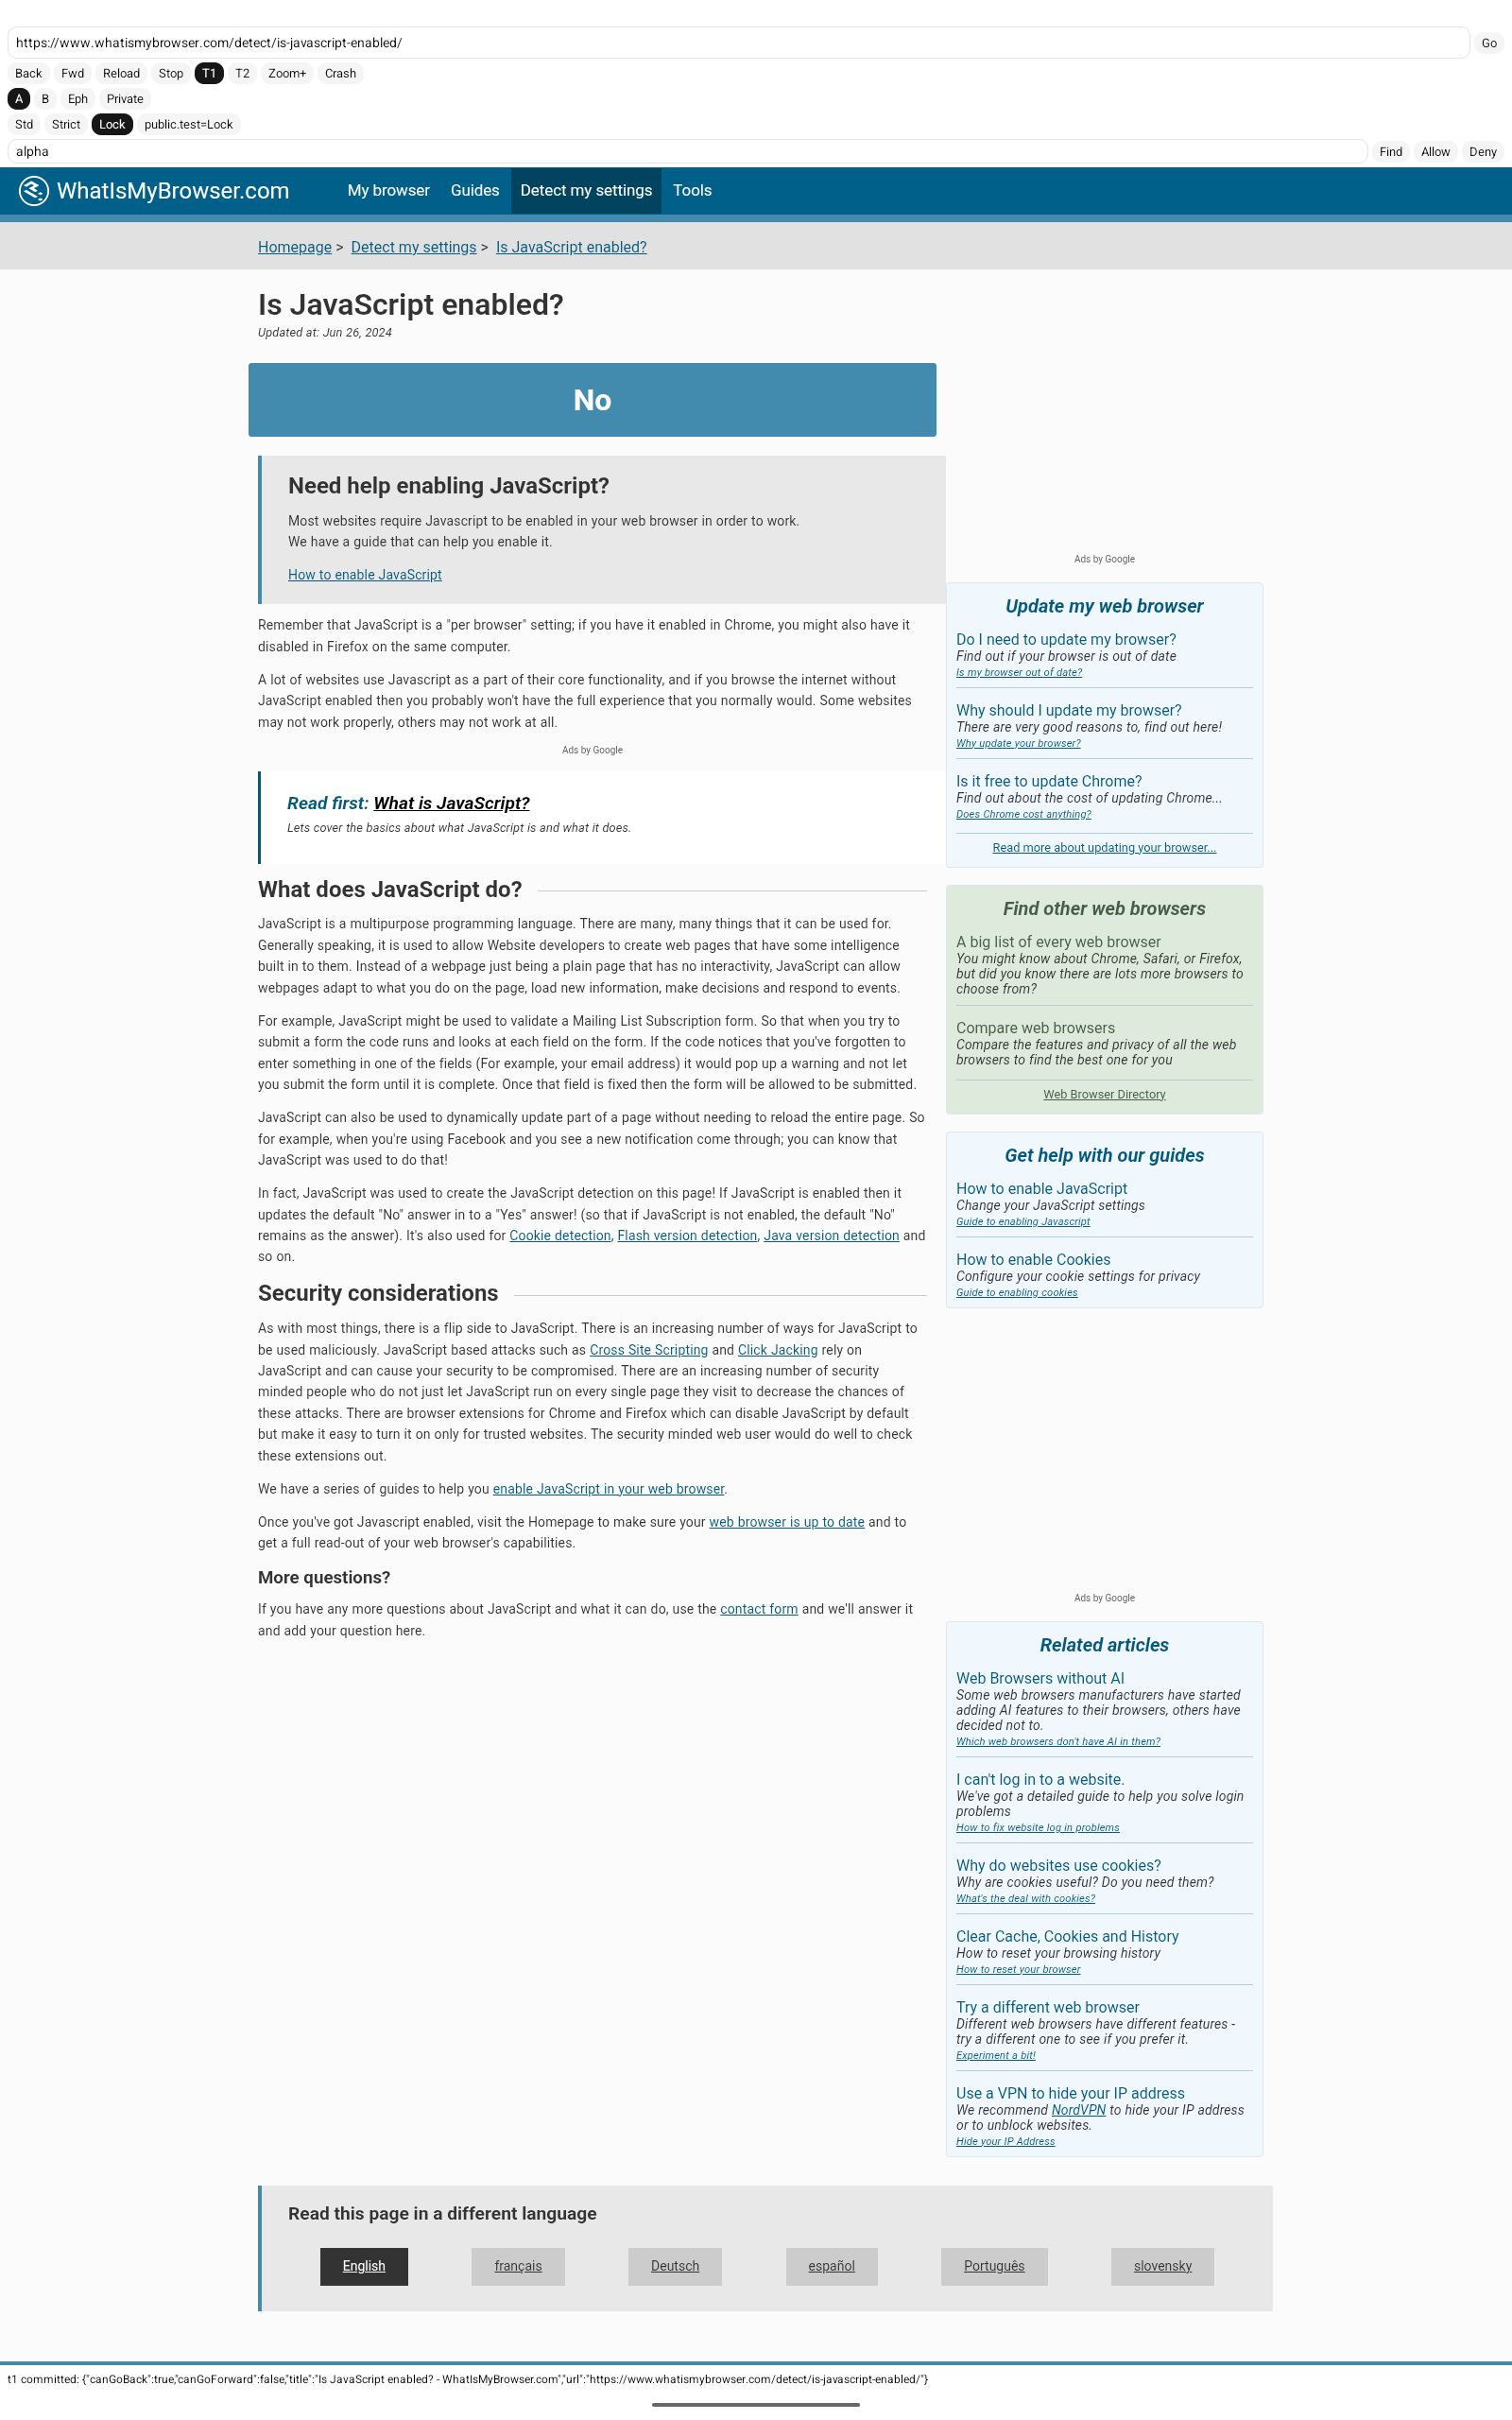 https://www.whatismybrowser.com/detect/is-javascript-enabled/
Go
Back Fwd Reload Stop T1 T2 Zoom+ Crash
A B Eph Private
Std Strict Lock public.test=Lock
alpha
Find Allow Deny
WhatIsMyBrowser.com My browser Guides Detect my settings Tools
Homepage > Detect my settings > Is JavaScript enabled?
Is JavaScript enabled?
Updated at: Jun 26, 2024
No
Need help enabling JavaScript?
Most websites require Javascript to be enabled in your web browser in order to work.
We have a guide that can help you enable it.
How to enable JavaScript
Remember that JavaScript is a "per browser" setting; if you have it enabled in Chrome, you might also have it
disabled in Firefox on the same computer.
A lot of websites use Javascript as a part of their core functionality, and if you browse the internet without
JavaScript enabled then you probably won't have the full experience that you normally would. Some websites
may not work properly, others may not work at all.
Ads by Google
Read first: What is JavaScript?
Lets cover the basics about what JavaScript is and what it does.
What does JavaScript do?
JavaScript is a multipurpose programming language. There are many, many things that it can be used for.
Generally speaking, it is used to allow Website developers to create web pages that have some intelligence
built in to them. Instead of a webpage just being a plain page that has no interactivity, JavaScript can allow
webpages adapt to what you do on the page, load new information, make decisions and respond to events.
For example, JavaScript might be used to validate a Mailing List Subscription form. So that when you try to
submit a form the code runs and looks at each field on the form. If the code notices that you've forgotten to
enter something in one of the fields (For example, your email address) it would pop up a warning and not let
you submit the form until it is complete. Once that field is fixed then the form will be allowed to be submitted.
JavaScript can also be used to dynamically update part of a page without needing to reload the entire page. So
for example, when you're using Facebook and you see a new notification come through; you can know that
JavaScript was used to do that!
In fact, JavaScript was used to create the JavaScript detection on this page! If JavaScript is enabled then it
updates the default "No" answer in to a "Yes" answer! (so that if JavaScript is not enabled, the default "No"
remains as the answer). It's also used for Cookie detection, Flash version detection, Java version detection and
so on.
Security considerations
As with most things, there is a flip side to JavaScript. There is an increasing number of ways for JavaScript to
be used maliciously. JavaScript based attacks such as Cross Site Scripting and Click Jacking rely on
JavaScript and can cause your security to be compromised. There are an increasing number of security
minded people who do not just let JavaScript run on every single page they visit to decrease the chances of
these attacks. There are browser extensions for Chrome and Firefox which can disable JavaScript by default
but make it easy to turn it on only for trusted websites. The security minded web user would do well to check
these extensions out.
We have a series of guides to help you enable JavaScript in your web browser.
Once you've got Javascript enabled, visit the Homepage to make sure your web browser is up to date and to
get a full read-out of your web browser's capabilities.
More questions?
If you have any more questions about JavaScript and what it can do, use the contact form and we'll answer it
and add your question here.
Ads by Google
Update my web browser
Do I need to update my browser?
Find out if your browser is out of date
Is my browser out of date?
Why should I update my browser?
There are very good reasons to, find out here!
Why update your browser?
Is it free to update Chrome?
Find out about the cost of updating Chrome...
Does Chrome cost anything?
Read more about updating your browser...
Find other web browsers
A big list of every web browser
You might know about Chrome, Safari, or Firefox,
but did you know there are lots more browsers to
choose from?
Compare web browsers
Compare the features and privacy of all the web
browsers to find the best one for you
Web Browser Directory
Get help with our guides
How to enable JavaScript
Change your JavaScript settings
Guide to enabling Javascript
How to enable Cookies
Configure your cookie settings for privacy
Guide to enabling cookies
Ads by Google
Related articles
Web Browsers without AI
Some web browsers manufacturers have started
adding AI features to their browsers, others have
decided not to.
Which web browsers don't have AI in them?
I can't log in to a website.
We've got a detailed guide to help you solve login
problems
How to fix website log in problems
Why do websites use cookies?
Why are cookies useful? Do you need them?
What's the deal with cookies?
Clear Cache, Cookies and History
How to reset your browsing history
How to reset your browser
Try a different web browser
Different web browsers have different features -
try a different one to see if you prefer it.
Experiment a bit!
Use a VPN to hide your IP address
We recommend NordVPN to hide your IP address
or to unblock websites.
Hide your IP Address
Read this page in a different language
English français Deutsch español Português slovensky
t1 committed: {"canGoBack":true,"canGoForward":false,"title":"Is JavaScript enabled? - WhatIsMyBrowser.com","url":"https://www.whatismybrowser.com/detect/is-javascript-enabled/"}